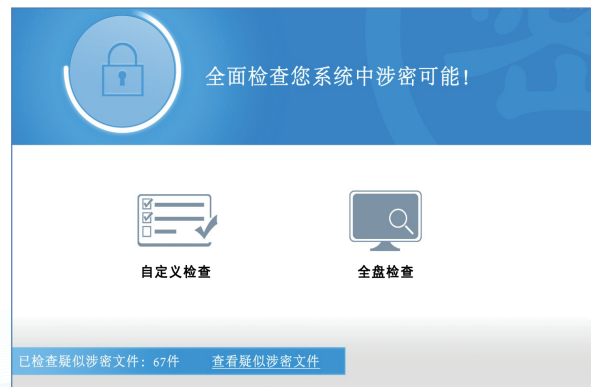 全面检查您系统中涉密可能!
自定义检查
全盘检查
已检查疑似涉密文件：67件 查看疑似涉密文件